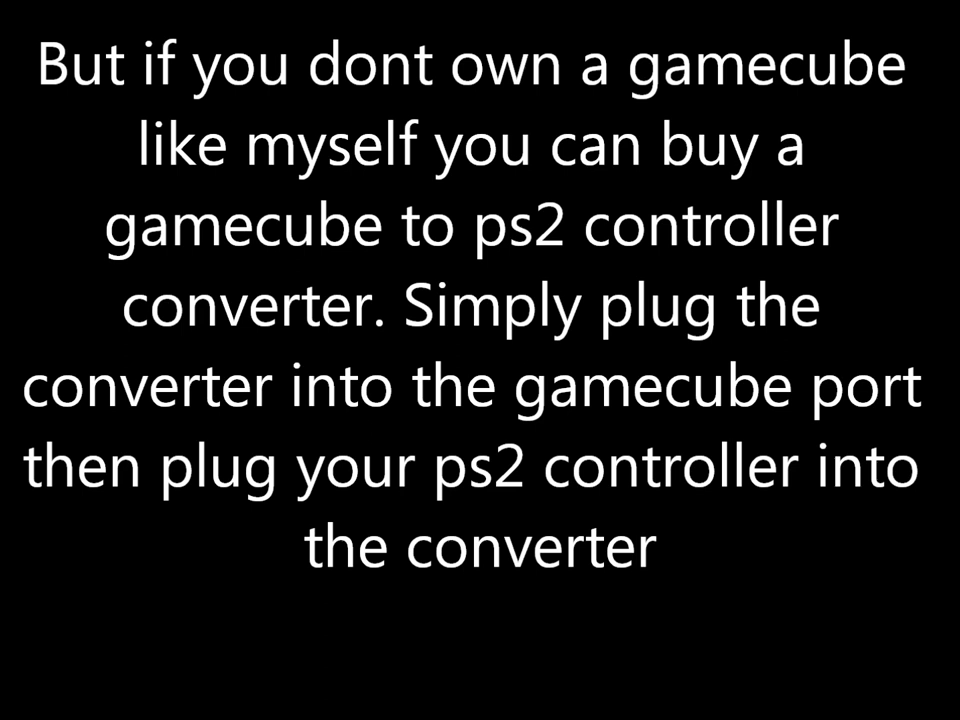 But if you dont own a gamecube
like myself you can buy a
gamecube to ps2 controller
converter. Simply plug the
converter into the gamecube port
then plug your ps2 controller into
the converter